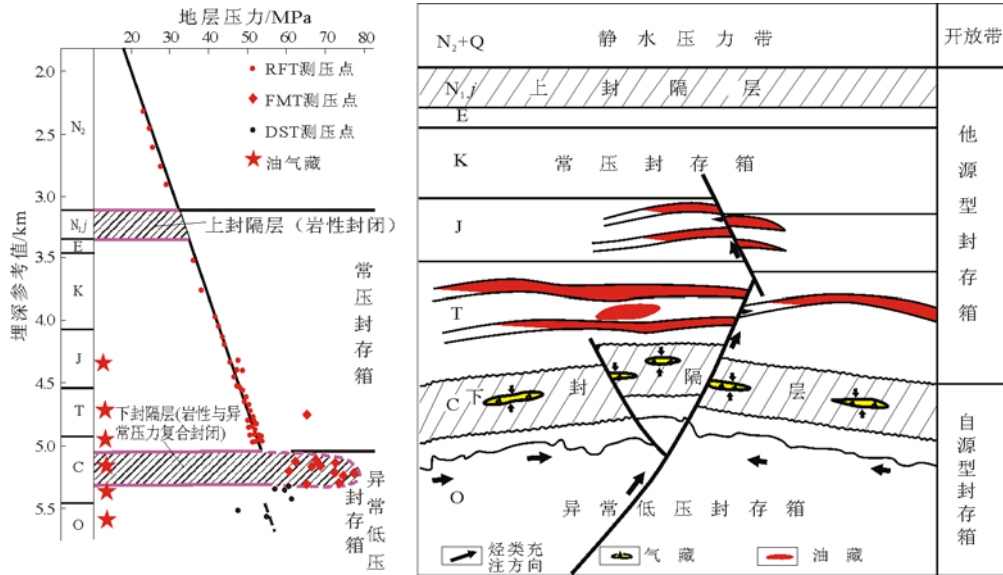 地层压力/MPa
20 30 40 50 60 70 80
埋深参考值/km
2.0
2.5
3.0
3.5
4.0
4.5
5.0
5.5
N₂
N₁j
E
K
J
T
C
O
RFT测压点
FMT测压点
DST测压点
油气藏
上封隔层（岩性封闭）
常压封存箱
下封隔层(岩性与异
常压力复合封闭)
异常低压
封存箱
N₂+Q
静水压力带
开放带
N₁j
上封隔层
E
K
常压封存箱
J
T
他源型封存箱
C
下封隔层
O
异常低压封存箱
自源型封存箱
烃类充
注方向
气藏
油藏